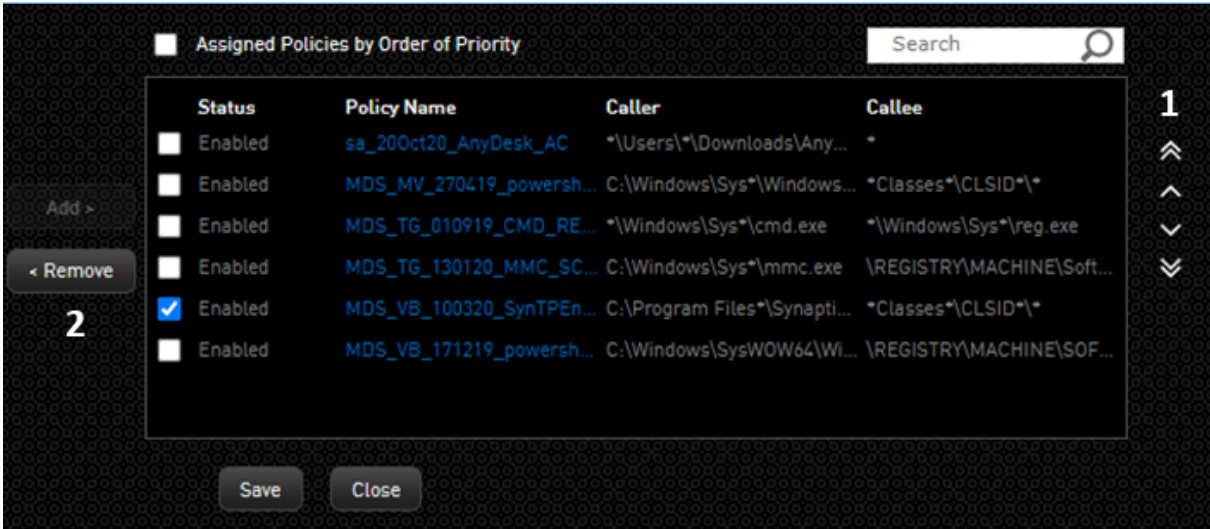 Assigned Policies by Order of Priority
Search
Status Policy Name Caller Callee
1
Enabled sa_20Oct20_AnyDesk_AC *\Users\*\Downloads\Any... *
Enabled MDS_MV_270419_powersh... C:\Windows\Sys*\Windows... *Classes*\CLSID*\*
Add >
Enabled MDS_TG_010919_CMD_RE... *\Windows\Sys*\cmd.exe *\Windows\Sys*\reg.exe
< Remove
Enabled MDS_TG_130120_MMC_SC... C:\Windows\Sys*\mmc.exe \REGISTRY\MACHINE\Soft...
2
Enabled MDS_VB_100320_SynTPEn... C:\Program Files*\Synapti... *Classes*\CLSID*\*
Enabled MDS_VB_171219_powersh... C:\Windows\SysWOW64\Wi... \REGISTRY\MACHINE\SOF...
Save Close